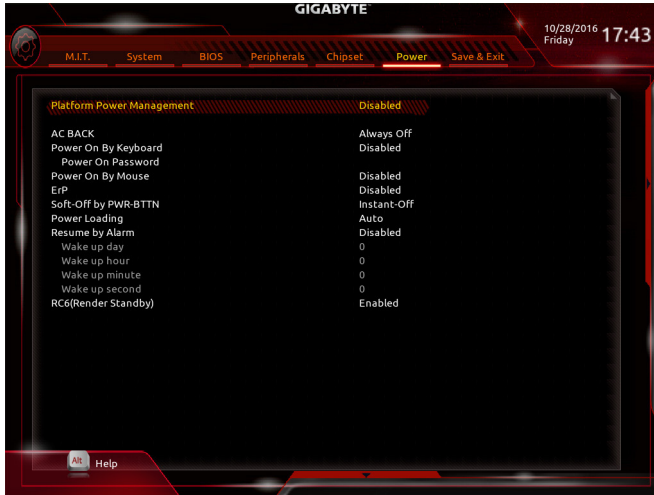 GIGABYTE
10/28/2016 17:43
Friday
M.I.T. System BIOS Peripherals Chipset Power Save & Exit
Platform Power Management Disabled
AC BACK Always Off
Power On By Keyboard Disabled
Power On Password
Power On By Mouse Disabled
ErP Disabled
Soft-Off by PWR-BTTN Instant-Off
Power Loading Auto
Resume by Alarm Disabled
Wake up day 0
Wake up hour 0
Wake up minute 0
Wake up second 0
RC6(Render Standby) Enabled
Alt Help